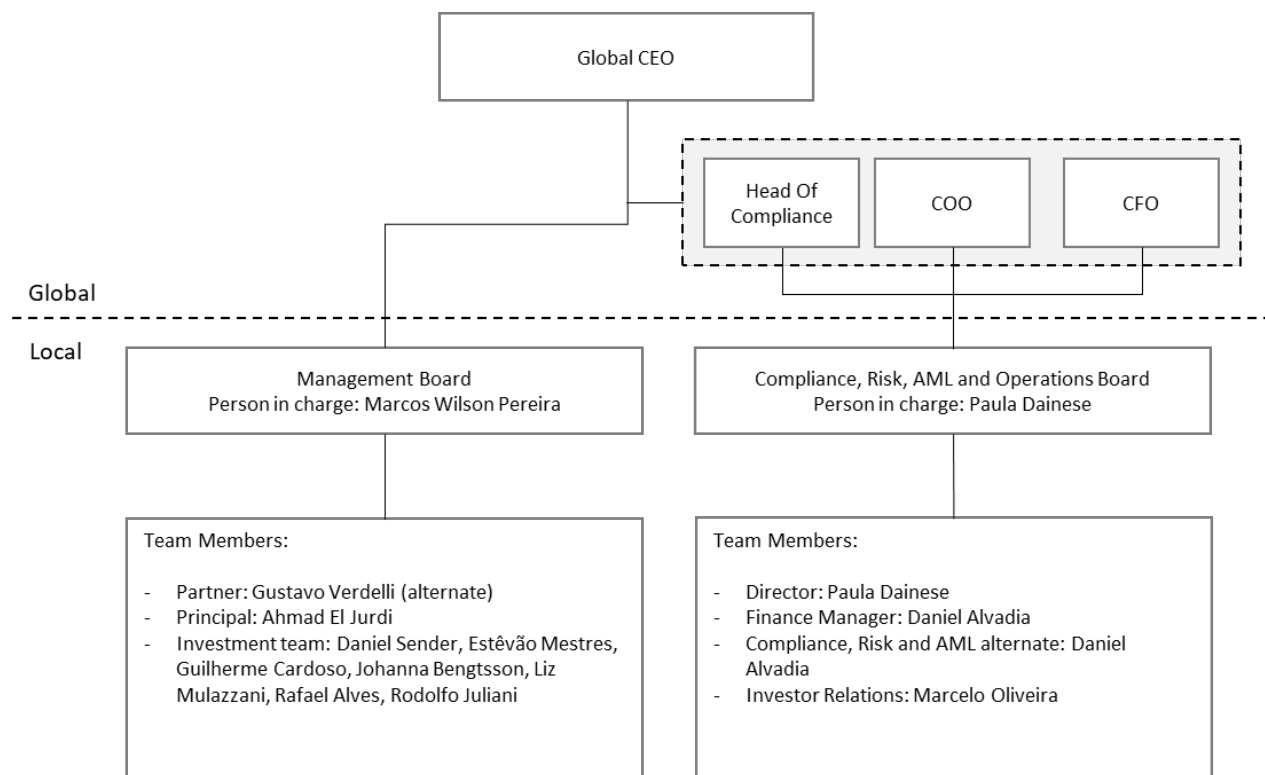 Global CEO
Head Of
Compliance
COO
CFO
Global
Local
Management Board
Person in charge: Marcos Wilson Pereira
Compliance, Risk, AML and Operations Board
Person in charge: Paula Dainese
Team Members:
- Partner: Gustavo Verdelli (alternate)
- Principal: Ahmad El Jurdi
- Investment team: Daniel Sender, Estêvão Mestres,
Guilherme Cardoso, Johanna Bengtsson, Liz
Mulazzani, Rafael Alves, Rodolfo Juliani
Team Members:
- Director: Paula Dainese
- Finance Manager: Daniel Alvadia
- Compliance, Risk and AML alternate: Daniel
Alvadia
- Investor Relations: Marcelo Oliveira